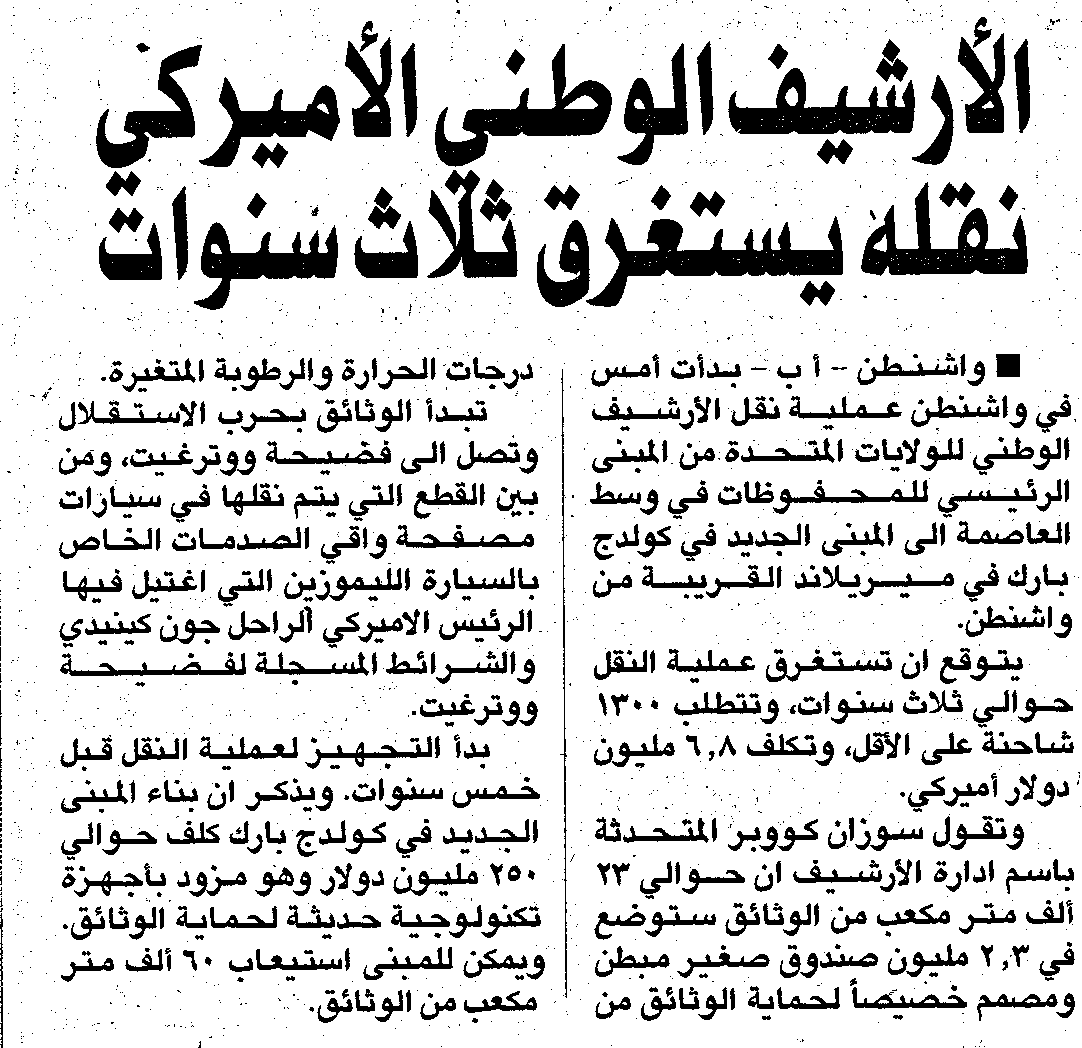 الأرشيف الوطني الأميركي
نقله يستغرق ثلاث سنوات
■ واشنطن - أ ب - بدأت أمس
في واشنطن عملية نقل الأرشيف
الوطني للولايات المتحدة من المبنى
الرئيسي للمحفوظات في وسط
العاصمة الى المبنى الجديد في كولدج
بارك في ميريلاند القريبة من
واشنطن.
يتوقع ان تستغرق عملية النقل
حوالي ثلاث سنوات، وتتطلب ١٣٠٠
شاحنة على الأقل، وتكلف ٦,٨ مليون
دولار أميركي.
وتقول سوزان كووبر المتحدثة
باسم ادارة الأرشيف ان حوالي ٢٣
ألف متر مكعب من الوثائق ستوضع
في ٢,٣ مليون صندوق صغير مبطن
ومصمم خصيصاً لحماية الوثائق من
درجات الحرارة والرطوبة المتغيرة.
تبدأ الوثائق بحرب الاستقلال
وتصل الى فضيحة ووترغيت، ومن
بين القطع التي يتم نقلها في سيارات
مصفحة واقي الصدمات الخاص
بالسيارة الليموزين التي اغتيل فيها
الرئيس الاميركي الراحل جون كينيدي
والشرائط المسجلة لفضيحة
ووترغيت.
بدأ التجهيز لعملية النقل قبل
خمس سنوات. ويذكر ان بناء المبنى
الجديد في كولدج بارك كلف حوالي
٢٥٠ مليون دولار وهو مزود بأجهزة
تكنولوجية حديثة لحماية الوثائق.
ويمكن للمبنى استيعاب ٦٠ ألف متر
مكعب من الوثائق.